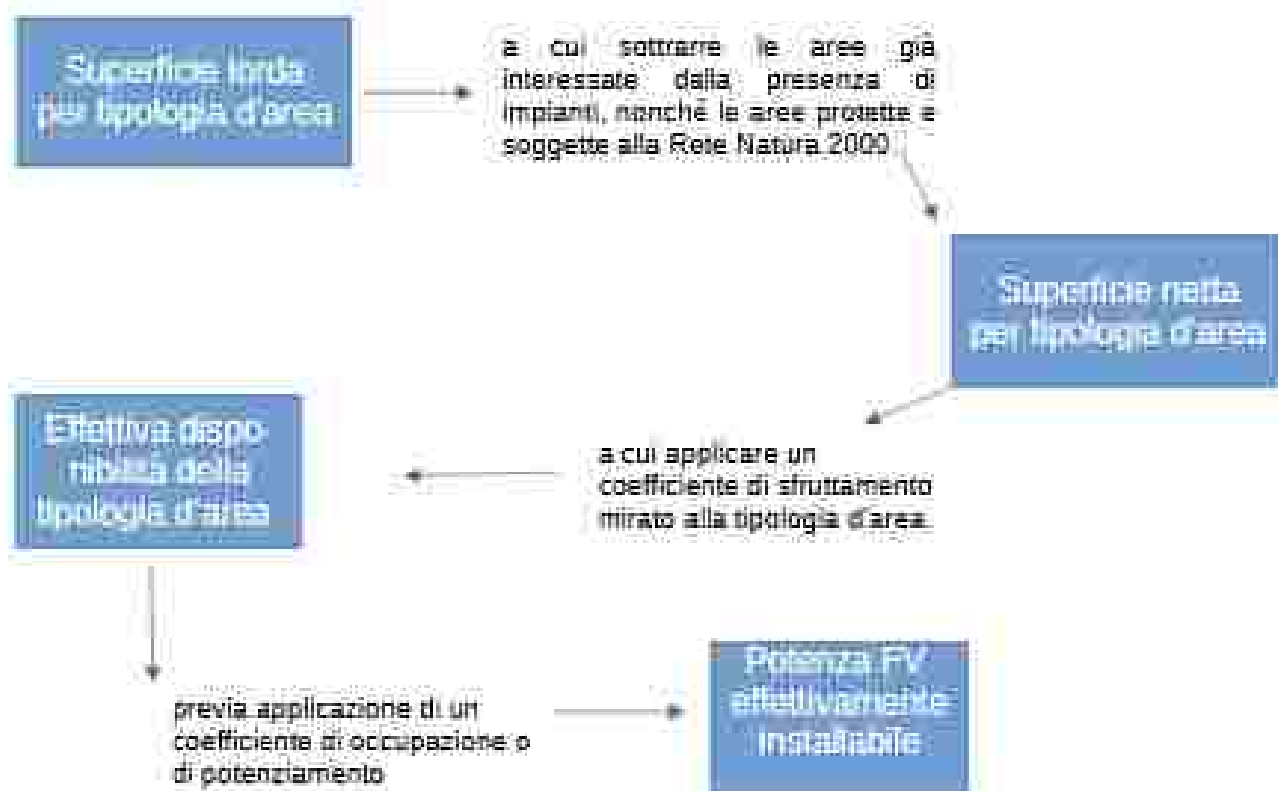 Superficie lorda
per tipologia d'area
a cui sottrarre le aree già
interessate dalla presenza di
impianti, nonché le aree protette e
soggette alla Rete Natura 2000
Superficie netta
per tipologia d'area
a cui applicare un
coefficiente di sfruttamento
mirato alla tipologia d'area.
Effettiva dispo-
nibilità della
tipologia d'area
previa applicazione di un
coefficiente di occupazione o
di potenziamento
Potenza FV
effettivamente
installabile